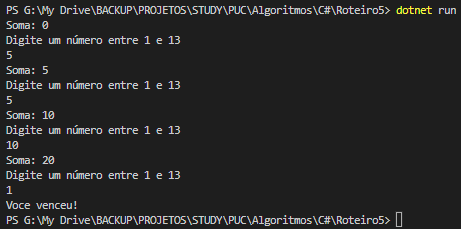 PS G:\My Drive\BACKUP\PROJETOS\STUDY\PUC\Algoritmos\C#\Roteiro5> dotnet run
Soma: 0
Digite um número entre 1 e 13
5
Soma: 5
Digite um número entre 1 e 13
5
Soma: 10
Digite um número entre 1 e 13
10
Soma: 20
Digite um número entre 1 e 13
1
Voce venceu!
PS G:\My Drive\BACKUP\PROJETOS\STUDY\PUC\Algoritmos\C#\Roteiro5>